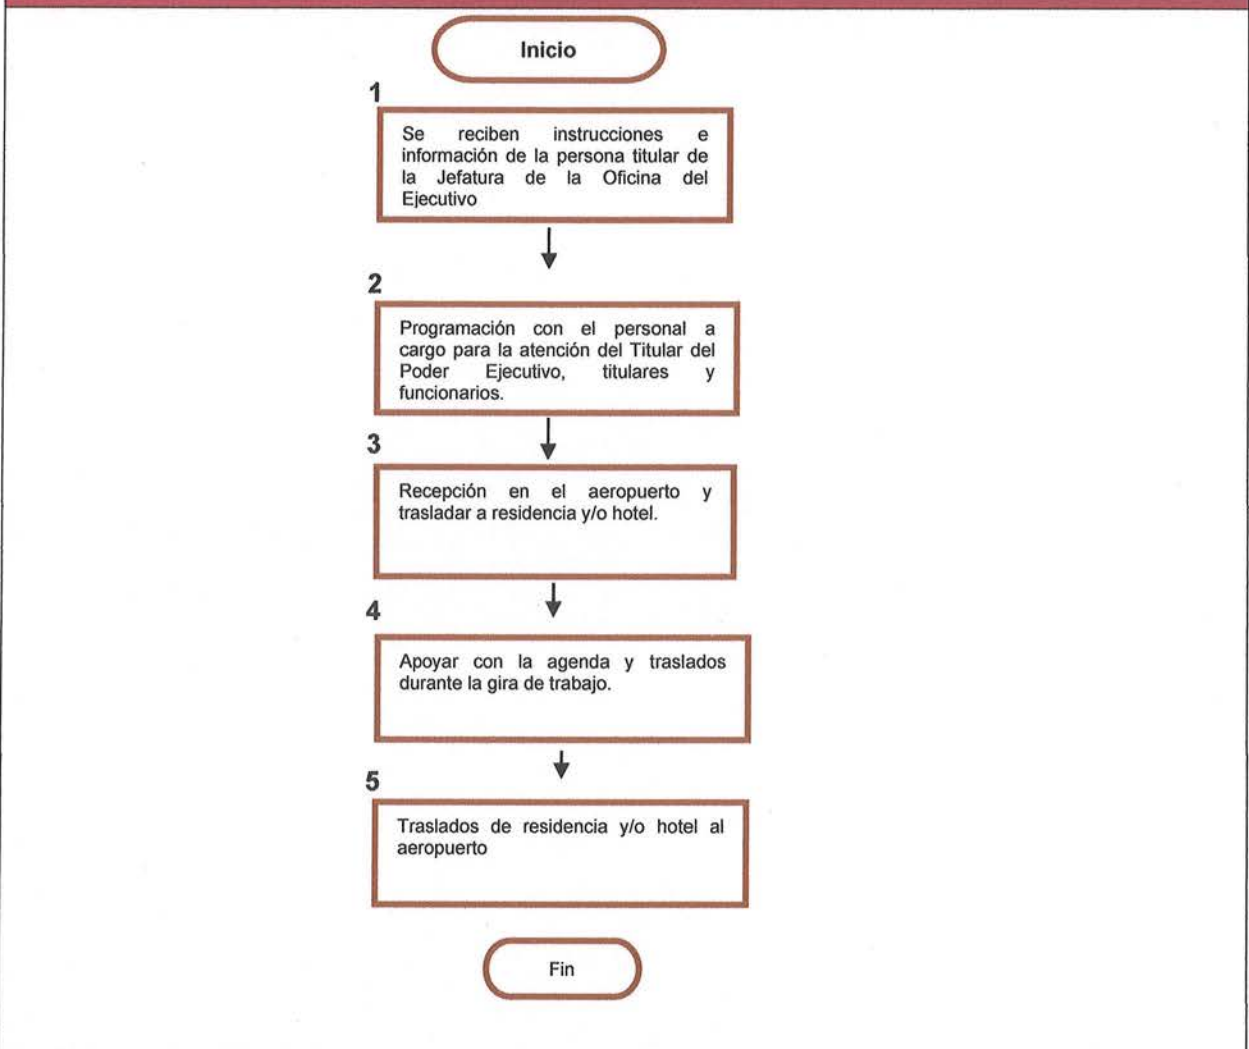 Inicio
1
Se reciben instrucciones e
información de la persona titular de
la Jefatura de la Oficina del
Ejecutivo
2
Programación con el personal a
cargo para la atención del Titular del
Poder Ejecutivo, titulares y
funcionarios.
3
Recepción en el aeropuerto y
trasladar a residencia y/o hotel.
4
Apoyar con la agenda y traslados
durante la gira de trabajo.
5
Traslados de residencia y/o hotel al
aeropuerto
Fin